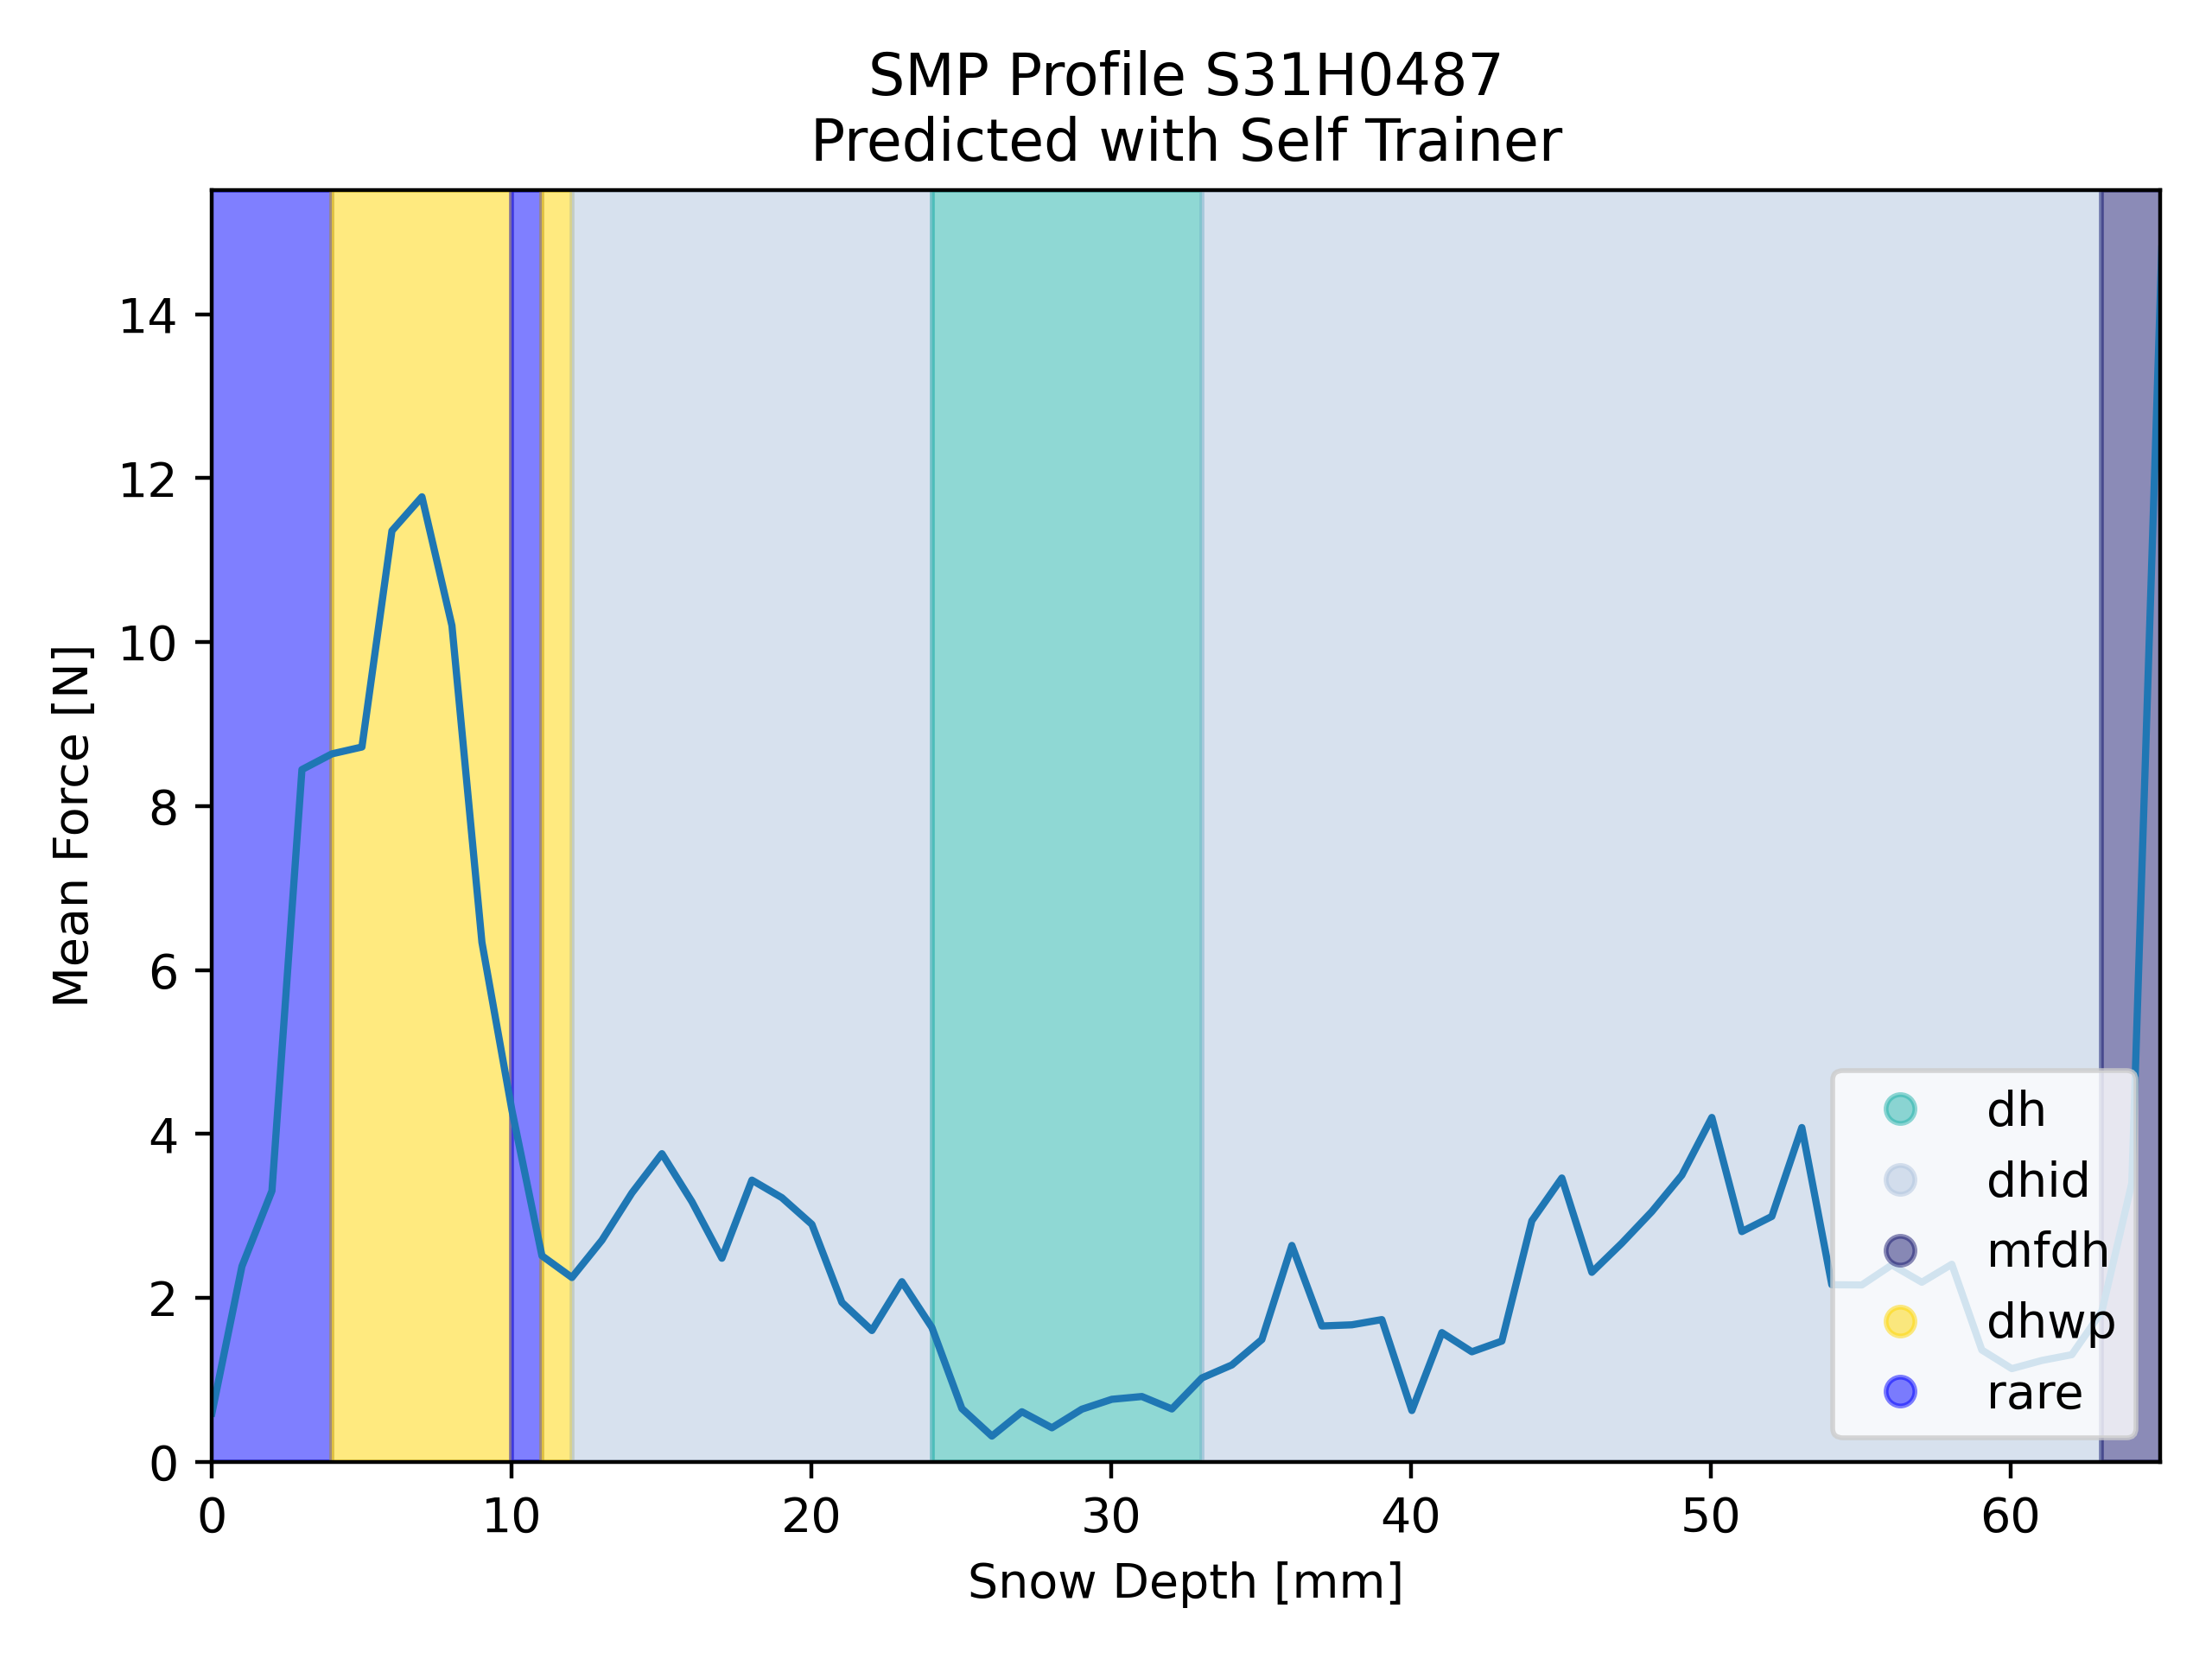 SMP Profile S31H0487
Predicted with Self Trainer
Mean Force [N]
14
12
10
8
6
4
2
0
dh
dhid
mfdh
dhwp
rare
0 10 20 30 40 50 60
Snow Depth [mm]